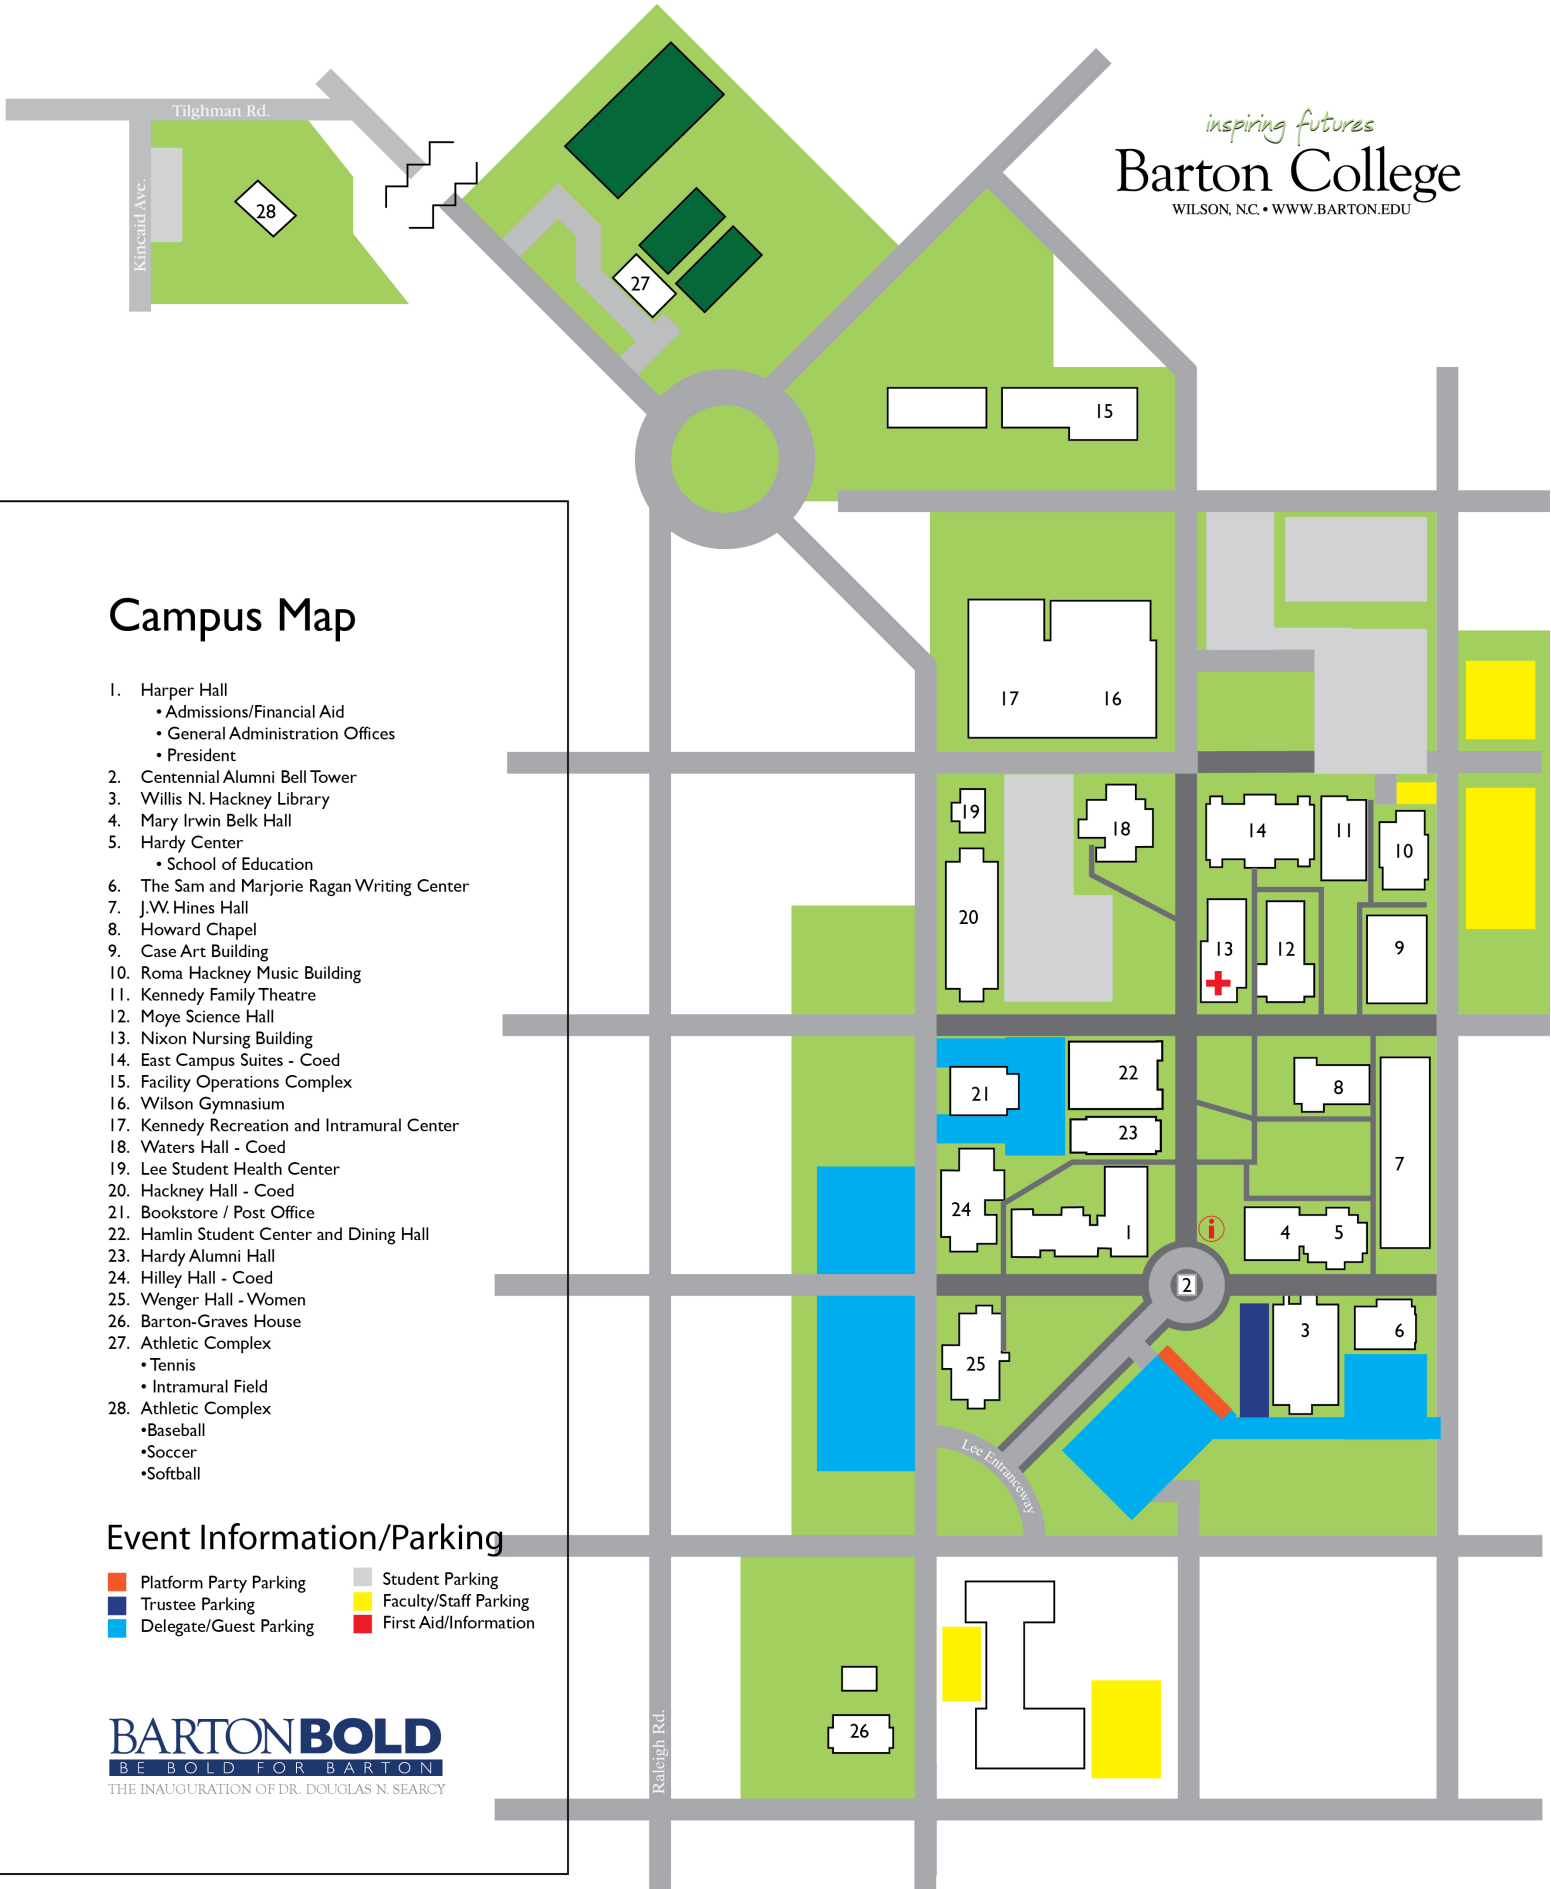 Tilghman Rd.
Kincaid Ave.
28
27
inspiring futures
Barton College
WILSON, N.C. • WWW.BARTON.EDU
15
17
16
19
18
14
11
10
20
13
12
9
21
22
8
23
7
24
1
4
5
2
3
6
25
Lee Entranceway
26
Raleigh Rd.
Campus Map
1. Harper Hall
• Admissions/Financial Aid
• General Administration Offices
• President
2. Centennial Alumni Bell Tower
3. Willis N. Hackney Library
4. Mary Irwin Belk Hall
5. Hardy Center
• School of Education
6. The Sam and Marjorie Ragan Writing Center
7. J.W. Hines Hall
8. Howard Chapel
9. Case Art Building
10. Roma Hackney Music Building
11. Kennedy Family Theatre
12. Moye Science Hall
13. Nixon Nursing Building
14. East Campus Suites - Coed
15. Facility Operations Complex
16. Wilson Gymnasium
17. Kennedy Recreation and Intramural Center
18. Waters Hall - Coed
19. Lee Student Health Center
20. Hackney Hall - Coed
21. Bookstore / Post Office
22. Hamlin Student Center and Dining Hall
23. Hardy Alumni Hall
24. Hilley Hall - Coed
25. Wenger Hall - Women
26. Barton-Graves House
27. Athletic Complex
• Tennis
• Intramural Field
28. Athletic Complex
•Baseball
•Soccer
•Softball
Event Information/Parking
Platform Party Parking
Trustee Parking
Delegate/Guest Parking
Student Parking
Faculty/Staff Parking
First Aid/Information
BARTONBOLD
BE BOLD FOR BARTON
THE INAUGURATION OF DR. DOUGLAS N. SEARCY